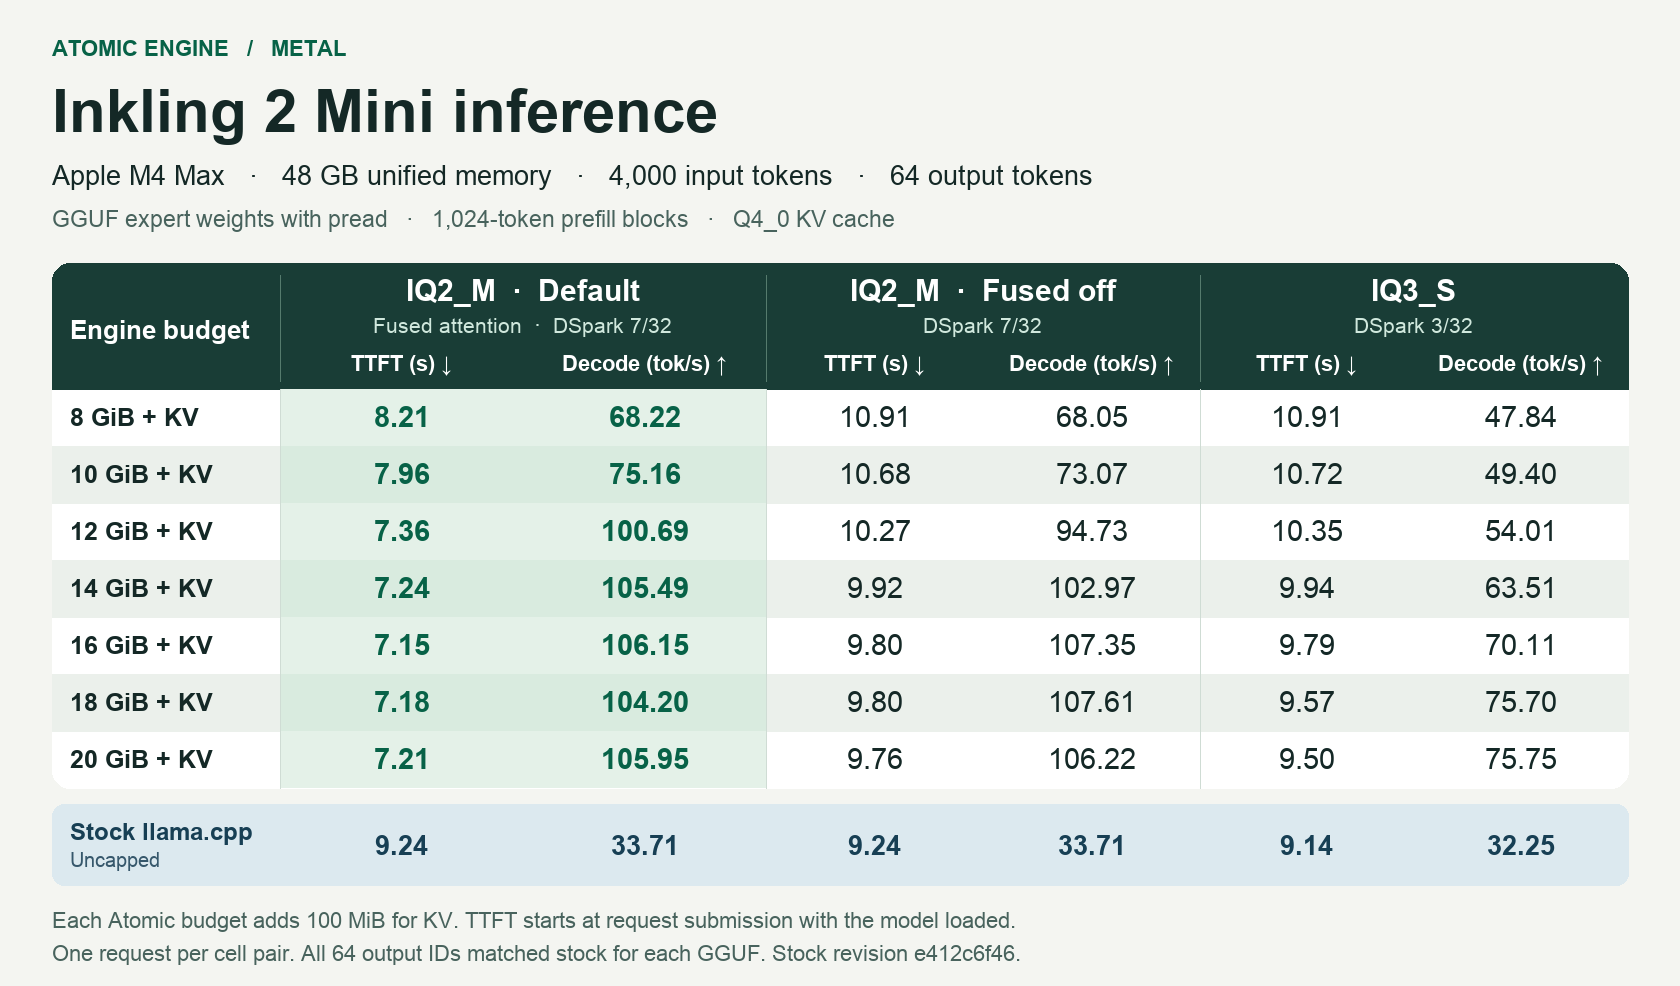 ATOMIC ENGINE / METAL
Inkling 2 Mini inference
Apple M4 Max · 48 GB unified memory · 4,000 input tokens · 64 output tokens
GGUF expert weights with pread · 1,024-token prefill blocks · Q4_0 KV cache
Engine budget
IQ2_M · Default
Fused attention · DSpark 7/32
TTFT (s) ↓ Decode (tok/s) ↑
IQ2_M · Fused off
DSpark 7/32
TTFT (s) ↓ Decode (tok/s) ↑
IQ3_S
DSpark 3/32
TTFT (s) ↓ Decode (tok/s) ↑
8 GiB + KV 8.21 68.22 10.91 68.05 10.91 47.84
10 GiB + KV 7.96 75.16 10.68 73.07 10.72 49.40
12 GiB + KV 7.36 100.69 10.27 94.73 10.35 54.01
14 GiB + KV 7.24 105.49 9.92 102.97 9.94 63.51
16 GiB + KV 7.15 106.15 9.80 107.35 9.79 70.11
18 GiB + KV 7.18 104.20 9.80 107.61 9.57 75.70
20 GiB + KV 7.21 105.95 9.76 106.22 9.50 75.75
Stock llama.cpp 9.24 33.71 9.24 33.71 9.14 32.25
Uncapped
Each Atomic budget adds 100 MiB for KV. TTFT starts at request submission with the model loaded.
One request per cell pair. All 64 output IDs matched stock for each GGUF. Stock revision e412c6f46.